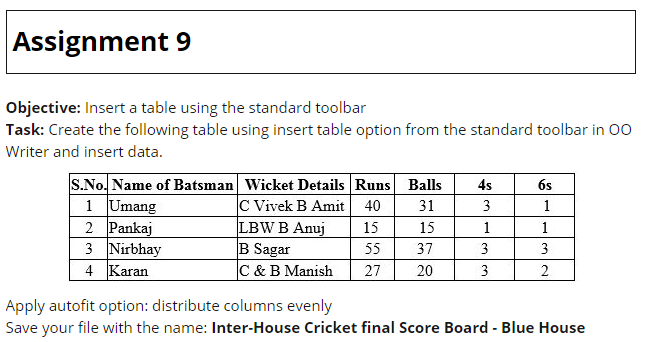 Assignment 9
Objective: Insert a table using the standard toolbar
Task: Create the following table using insert table option from the standard toolbar in OO
Writer and insert data.
S.No. Name of Batsman Wicket Details Runs Balls 4s 6s
1 Umang C Vivek B Amit 40 31 3 1
2 Pankaj LBW B Anuj 15 15 1 1
3 Nirbhay B Sagar 55 37 3 3
4 Karan C & B Manish 27 20 3 2
Apply autofit option: distribute columns evenly
Save your file with the name: Inter-House Cricket final Score Board - Blue House